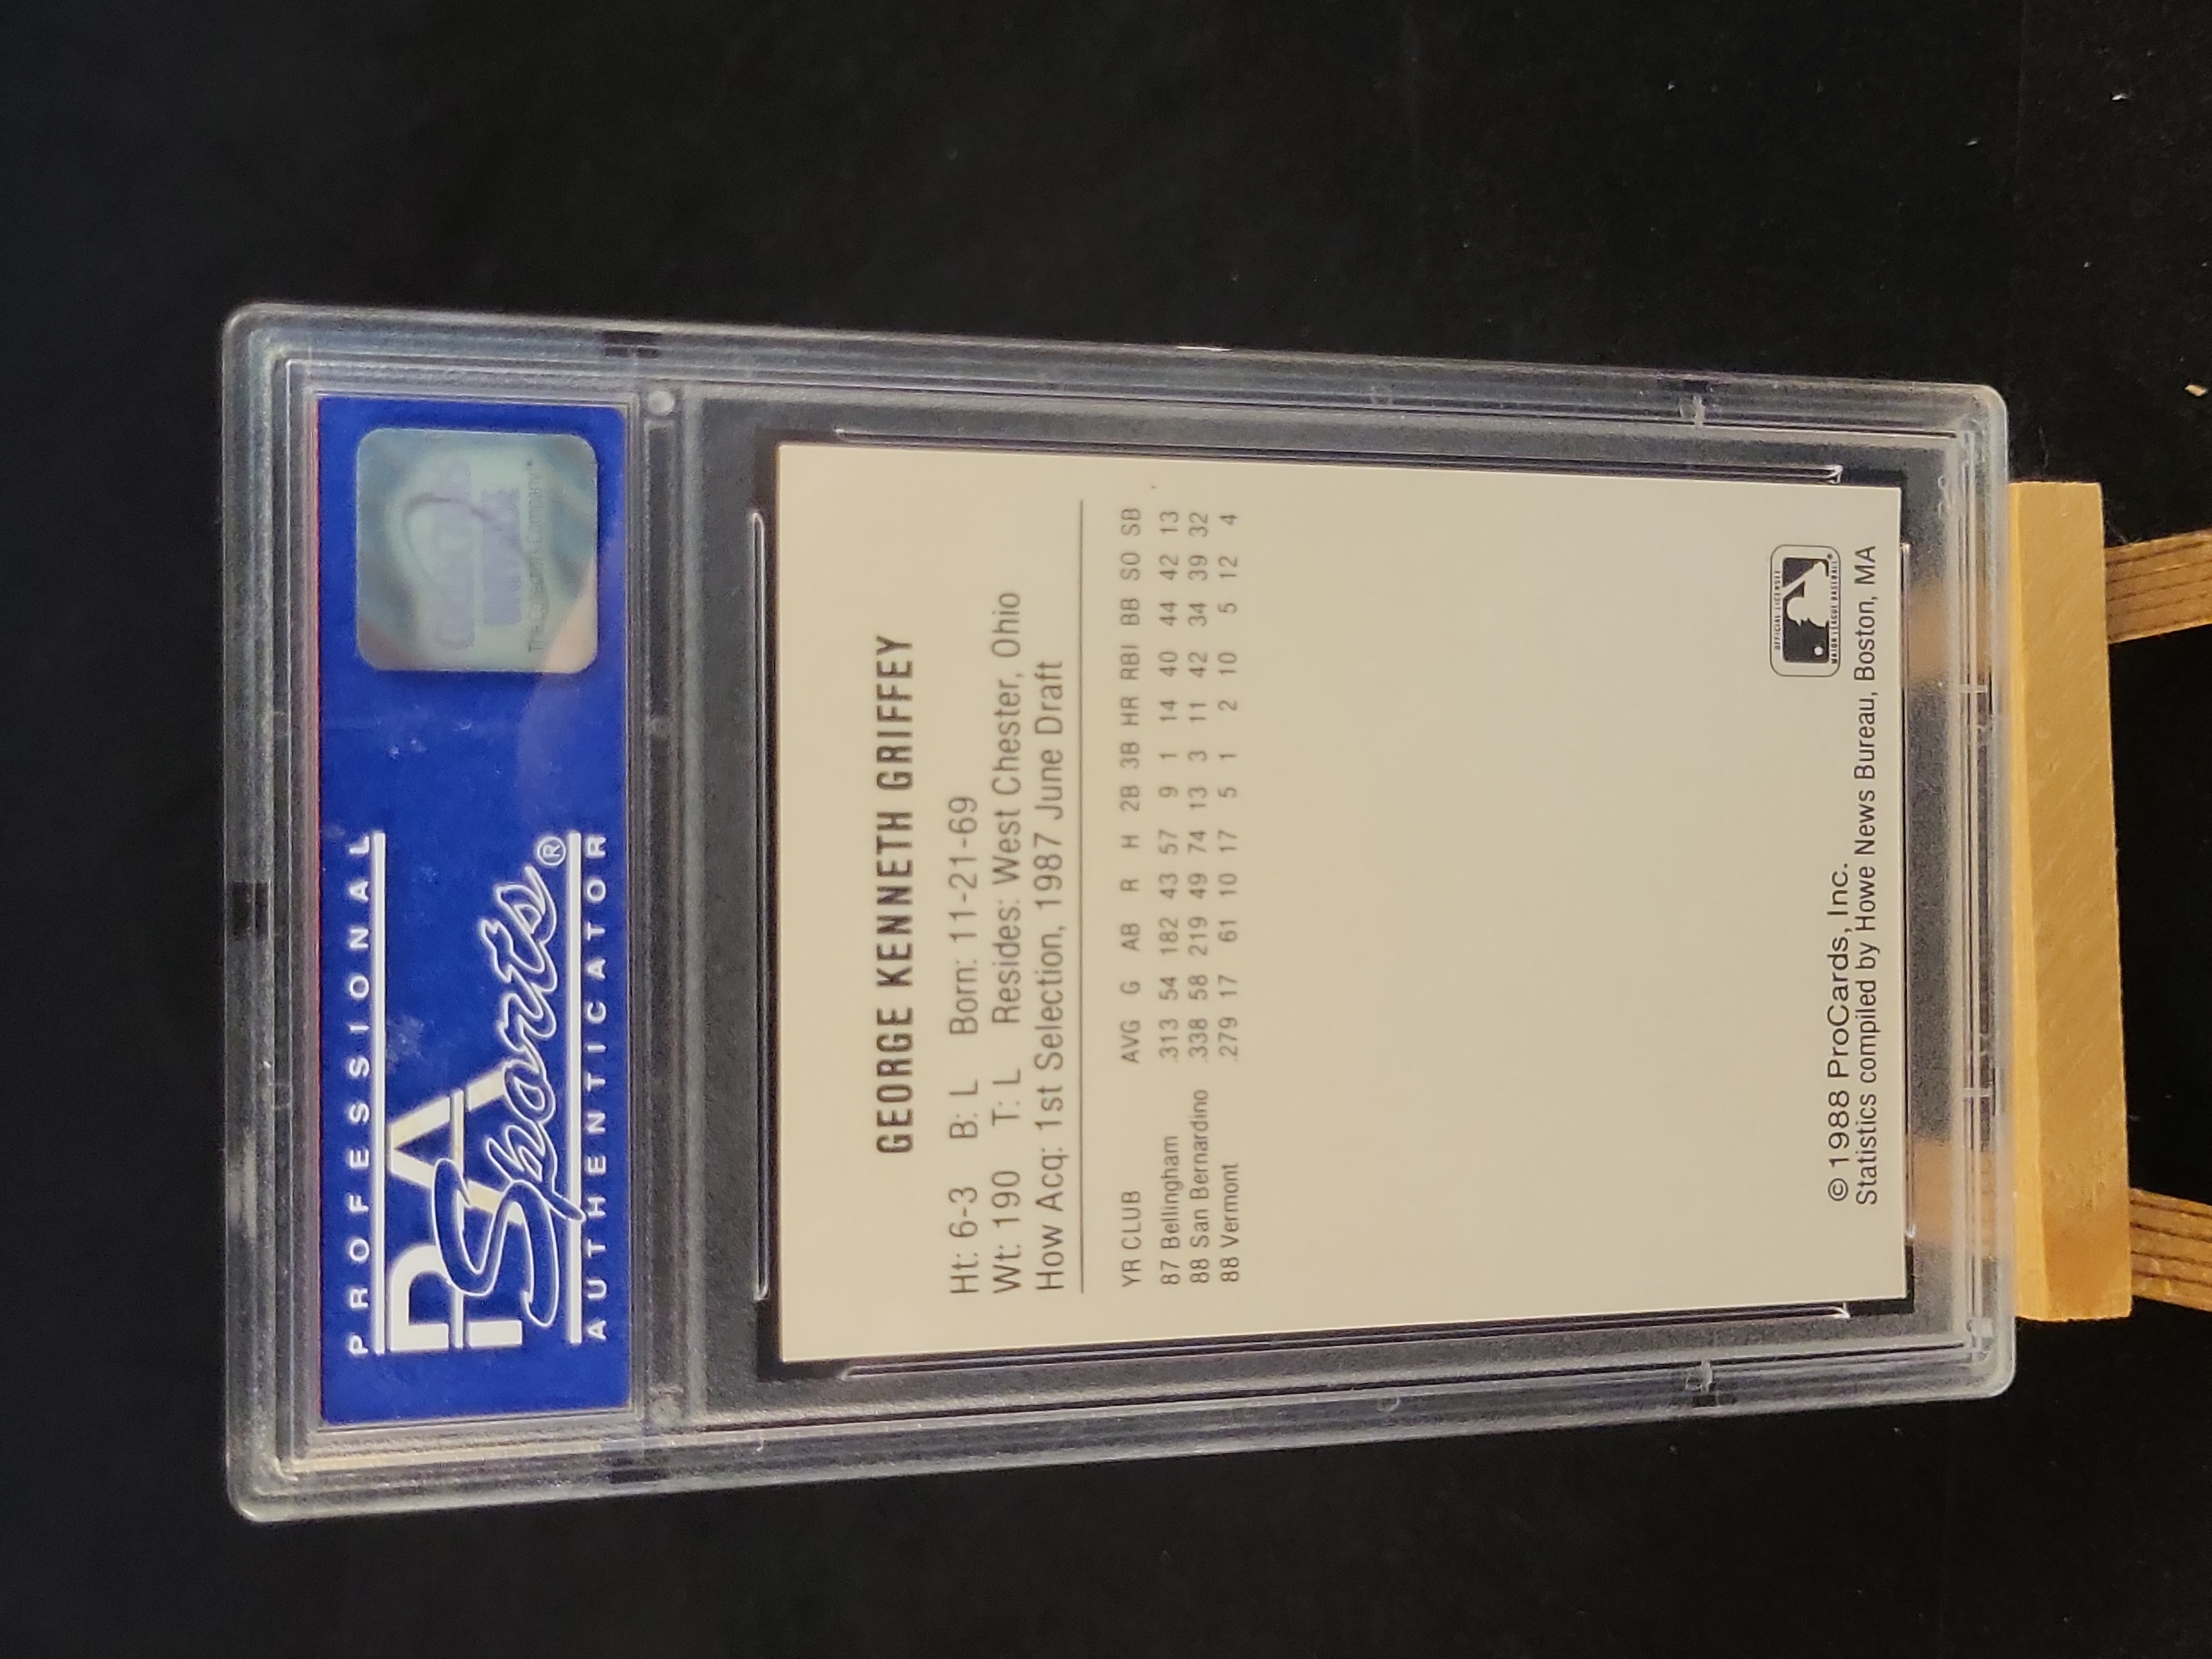 PROFESSIONAL
PSA
Sports®
AUTHENTICATOR
GEORGE KENNETH GRIFFEY
Ht: 6-3 B: L Born: 11-21-69
Wt: 190 T: L Resides: West Chester, Ohio
How Acq: 1st Selection, 1987 June Draft
YR CLUB AVG G AB R H 2B 3B HR RBI BB SO SB
87 Bellingham .313 54 182 43 57 9 1 14 40 44 42 13
88 San Bernardino .338 58 219 49 74 13 3 11 42 34 39 32
88 Vermont .279 17 61 10 17 5 1 2 10 5 12 4
© 1988 ProCards, Inc.
Statistics compiled by Howe News Bureau, Boston, MA